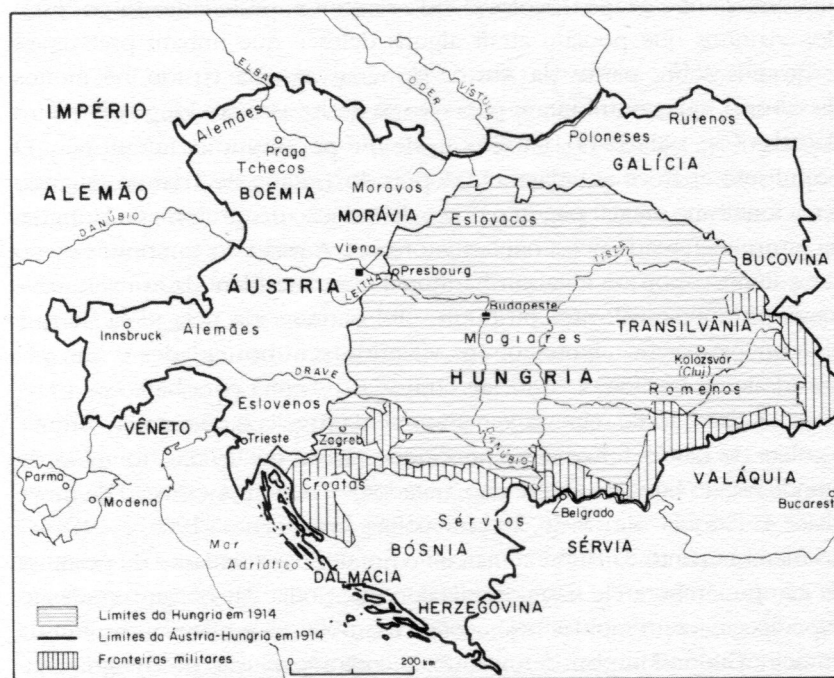 ELBA
ODER
VÍSTULA
IMPÉRIO
ALEMÃO
Alemães
Praga
Tchecos
BOÊMIA
Poloneses
Rutenos
GALÍCIA
Moravos
MORÁVIA
DANÚBIO
Eslovacos
Viena
ÁUSTRIA
LEITHA
Presbourg
TISZA
BUCOVINA
Budapeste
Innsbruck
Alemães
Magiares
TRANSILVÂNIA
Kolozsvár
(Cluj)
HUNGRIA
Romenos
DRAVE
Eslovenos
VÊNETO
Trieste
Zagreb
DANÚBIO
Parma
Modena
Croatas
VALÁQUIA
Bucarest
Belgrado
Sérvios
BÓSNIA
SÉRVIA
Mar
Adriático
DALMÁCIA
HERZEGOVINA
Limites da Hungria em 1914
Limites da Áustria-Hungria em 1914
Fronteiras militares
0
200 km